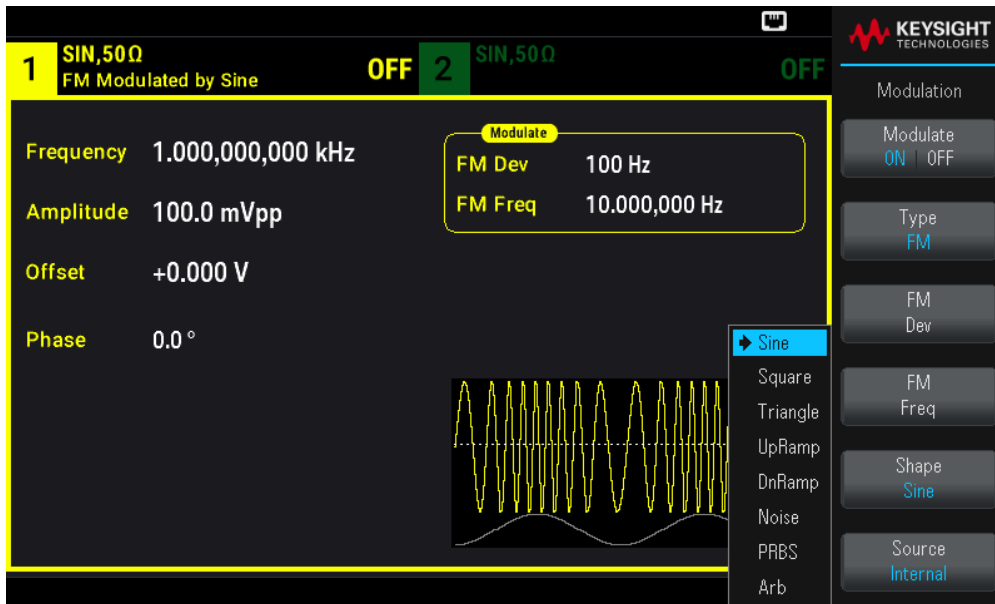 KEYSIGHT
TECHNOLOGIES
1
SIN,50Ω
FM Modulated by Sine
OFF
2
SIN,50Ω
OFF
Modulation
Frequency 1.000,000,000 kHz
Amplitude 100.0 mVpp
Offset +0.000 V
Phase 0.0 °
Modulate
FM Dev 100 Hz
FM Freq 10.000,000 Hz
Sine
Square
Triangle
UpRamp
DnRamp
Noise
PRBS
Arb
Modulate
ON | OFF
Type
FM
FM
Dev
FM
Freq
Shape
Sine
Source
Internal